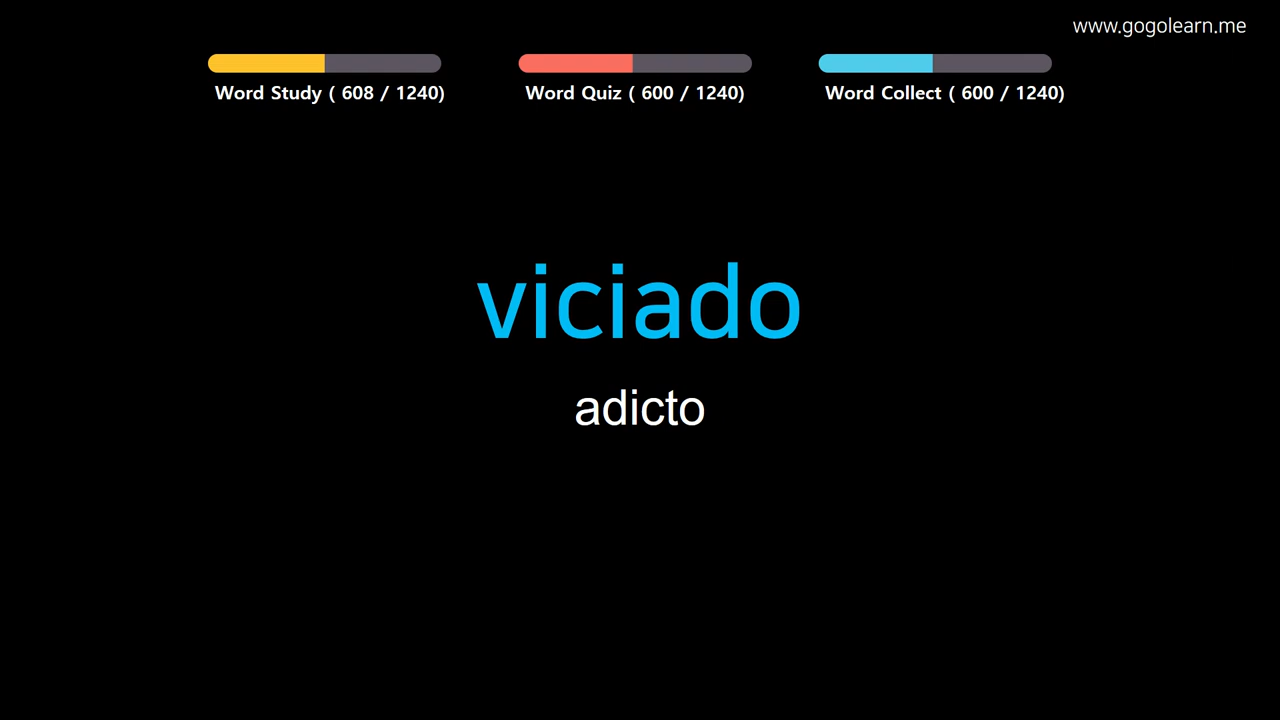 www.gogolearn.me
Word Study ( 608 / 1240)
Word Quiz ( 600 / 1240)
Word Collect ( 600 / 1240)
viciado
adicto